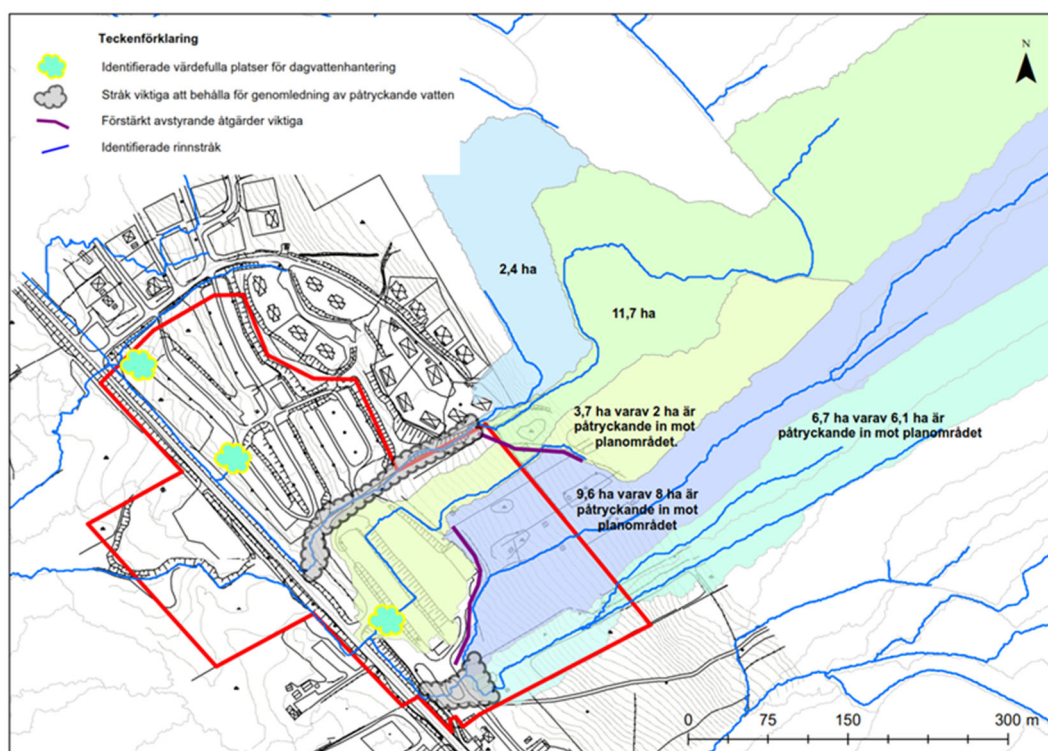 Teckenförklaring
Identifierade värdefulla platser för dagvattenhantering
Stråk viktiga att behålla för genomledning av påtryckande vatten
Förstärkt avstyrande åtgärder viktiga
Identifierade rinnstråk
N
2,4 ha
11,7 ha
3,7 ha varav 2 ha är
påtryckande in mot
planområdet.
6,7 ha varav 6,1 ha är
påtryckande in mot planområdet
9,6 ha varav 8 ha är
påtryckande in mot
planområdet
0 75 150 300 m